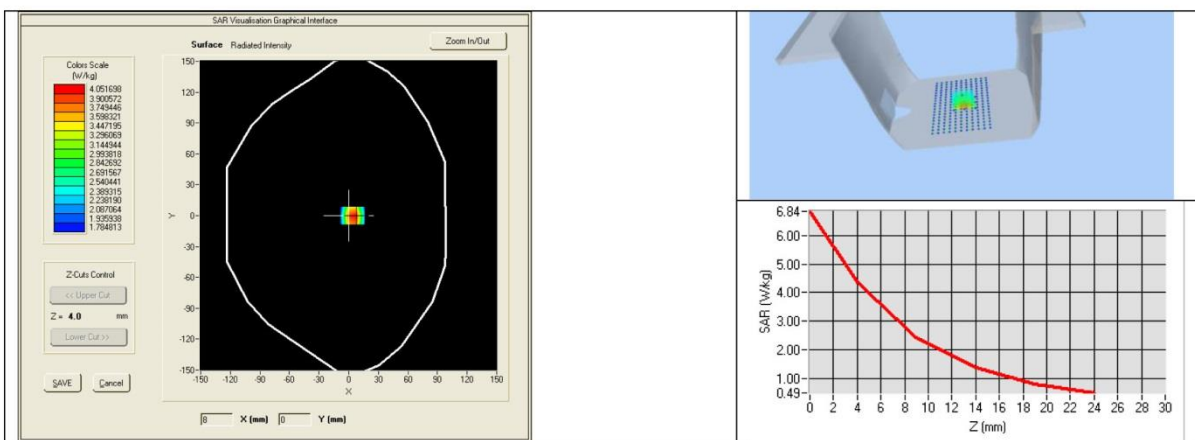 SAR Visualisation Graphical Interface
Surface Radiated Intensity
Zoom In/Out
Colors Scale
(W/kg)
4.051698
3.900572
3.749446
3.598321
3.447195
3.296069
3.144944
2.993818
2.842692
2.691567
2.540441
2.389315
2.238190
2.087064
1.935938
1.784813
Z-Cuts Control
<< Upper Cut
Z = 4.0 mm
Lower Cut >>
SAVE Cancel
150
120
90
60
30
Y 0
-30
-60
-90
-120
-150
-150 -120 -90 -60 -30 0 30 60 90 120 150
X
8 X (mm) 0 Y (mm)
6.84
6.00
5.00
4.00
3.00
2.00
1.00
0.49
SAR (W/kg)
0 2 4 6 8 10 12 14 16 18 20 22 24 26 28 30
Z (mm)